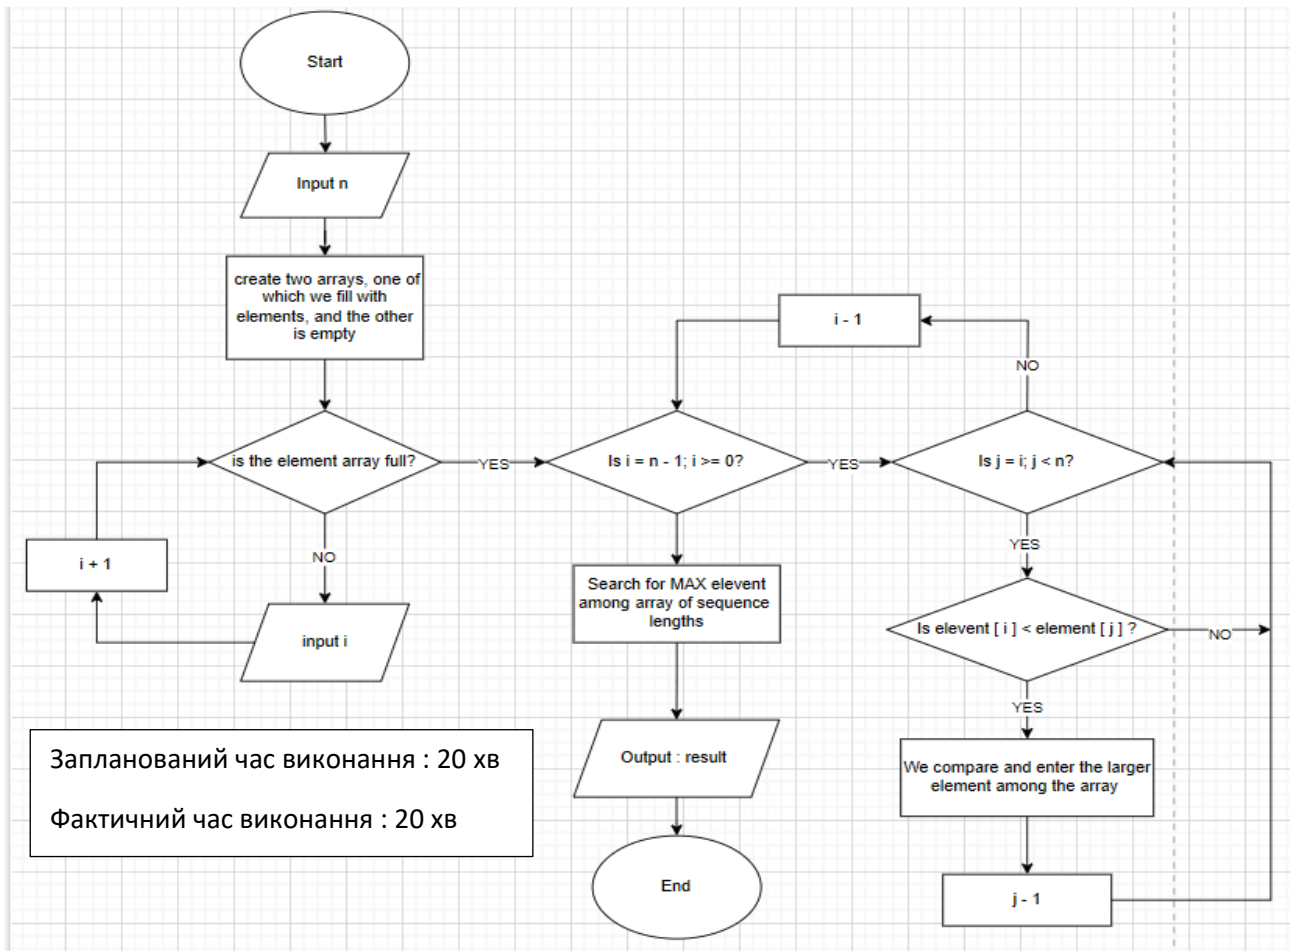 Start
Input n
create two arrays, one of
which we fill with
elements, and the other
is empty
is the element array full?
YES
NO
input i
i + 1
Is i = n - 1; i >= 0?
YES
Is j = i; j < n?
NO
i - 1
YES
Is elevent [ i ] < element [ j ] ?
NO
YES
We compare and enter the larger
element among the array
j - 1
Search for MAX elevent
among array of sequence
lengths
Output : result
End
Запланований час виконання : 20 хв
Фактичний час виконання : 20 хв